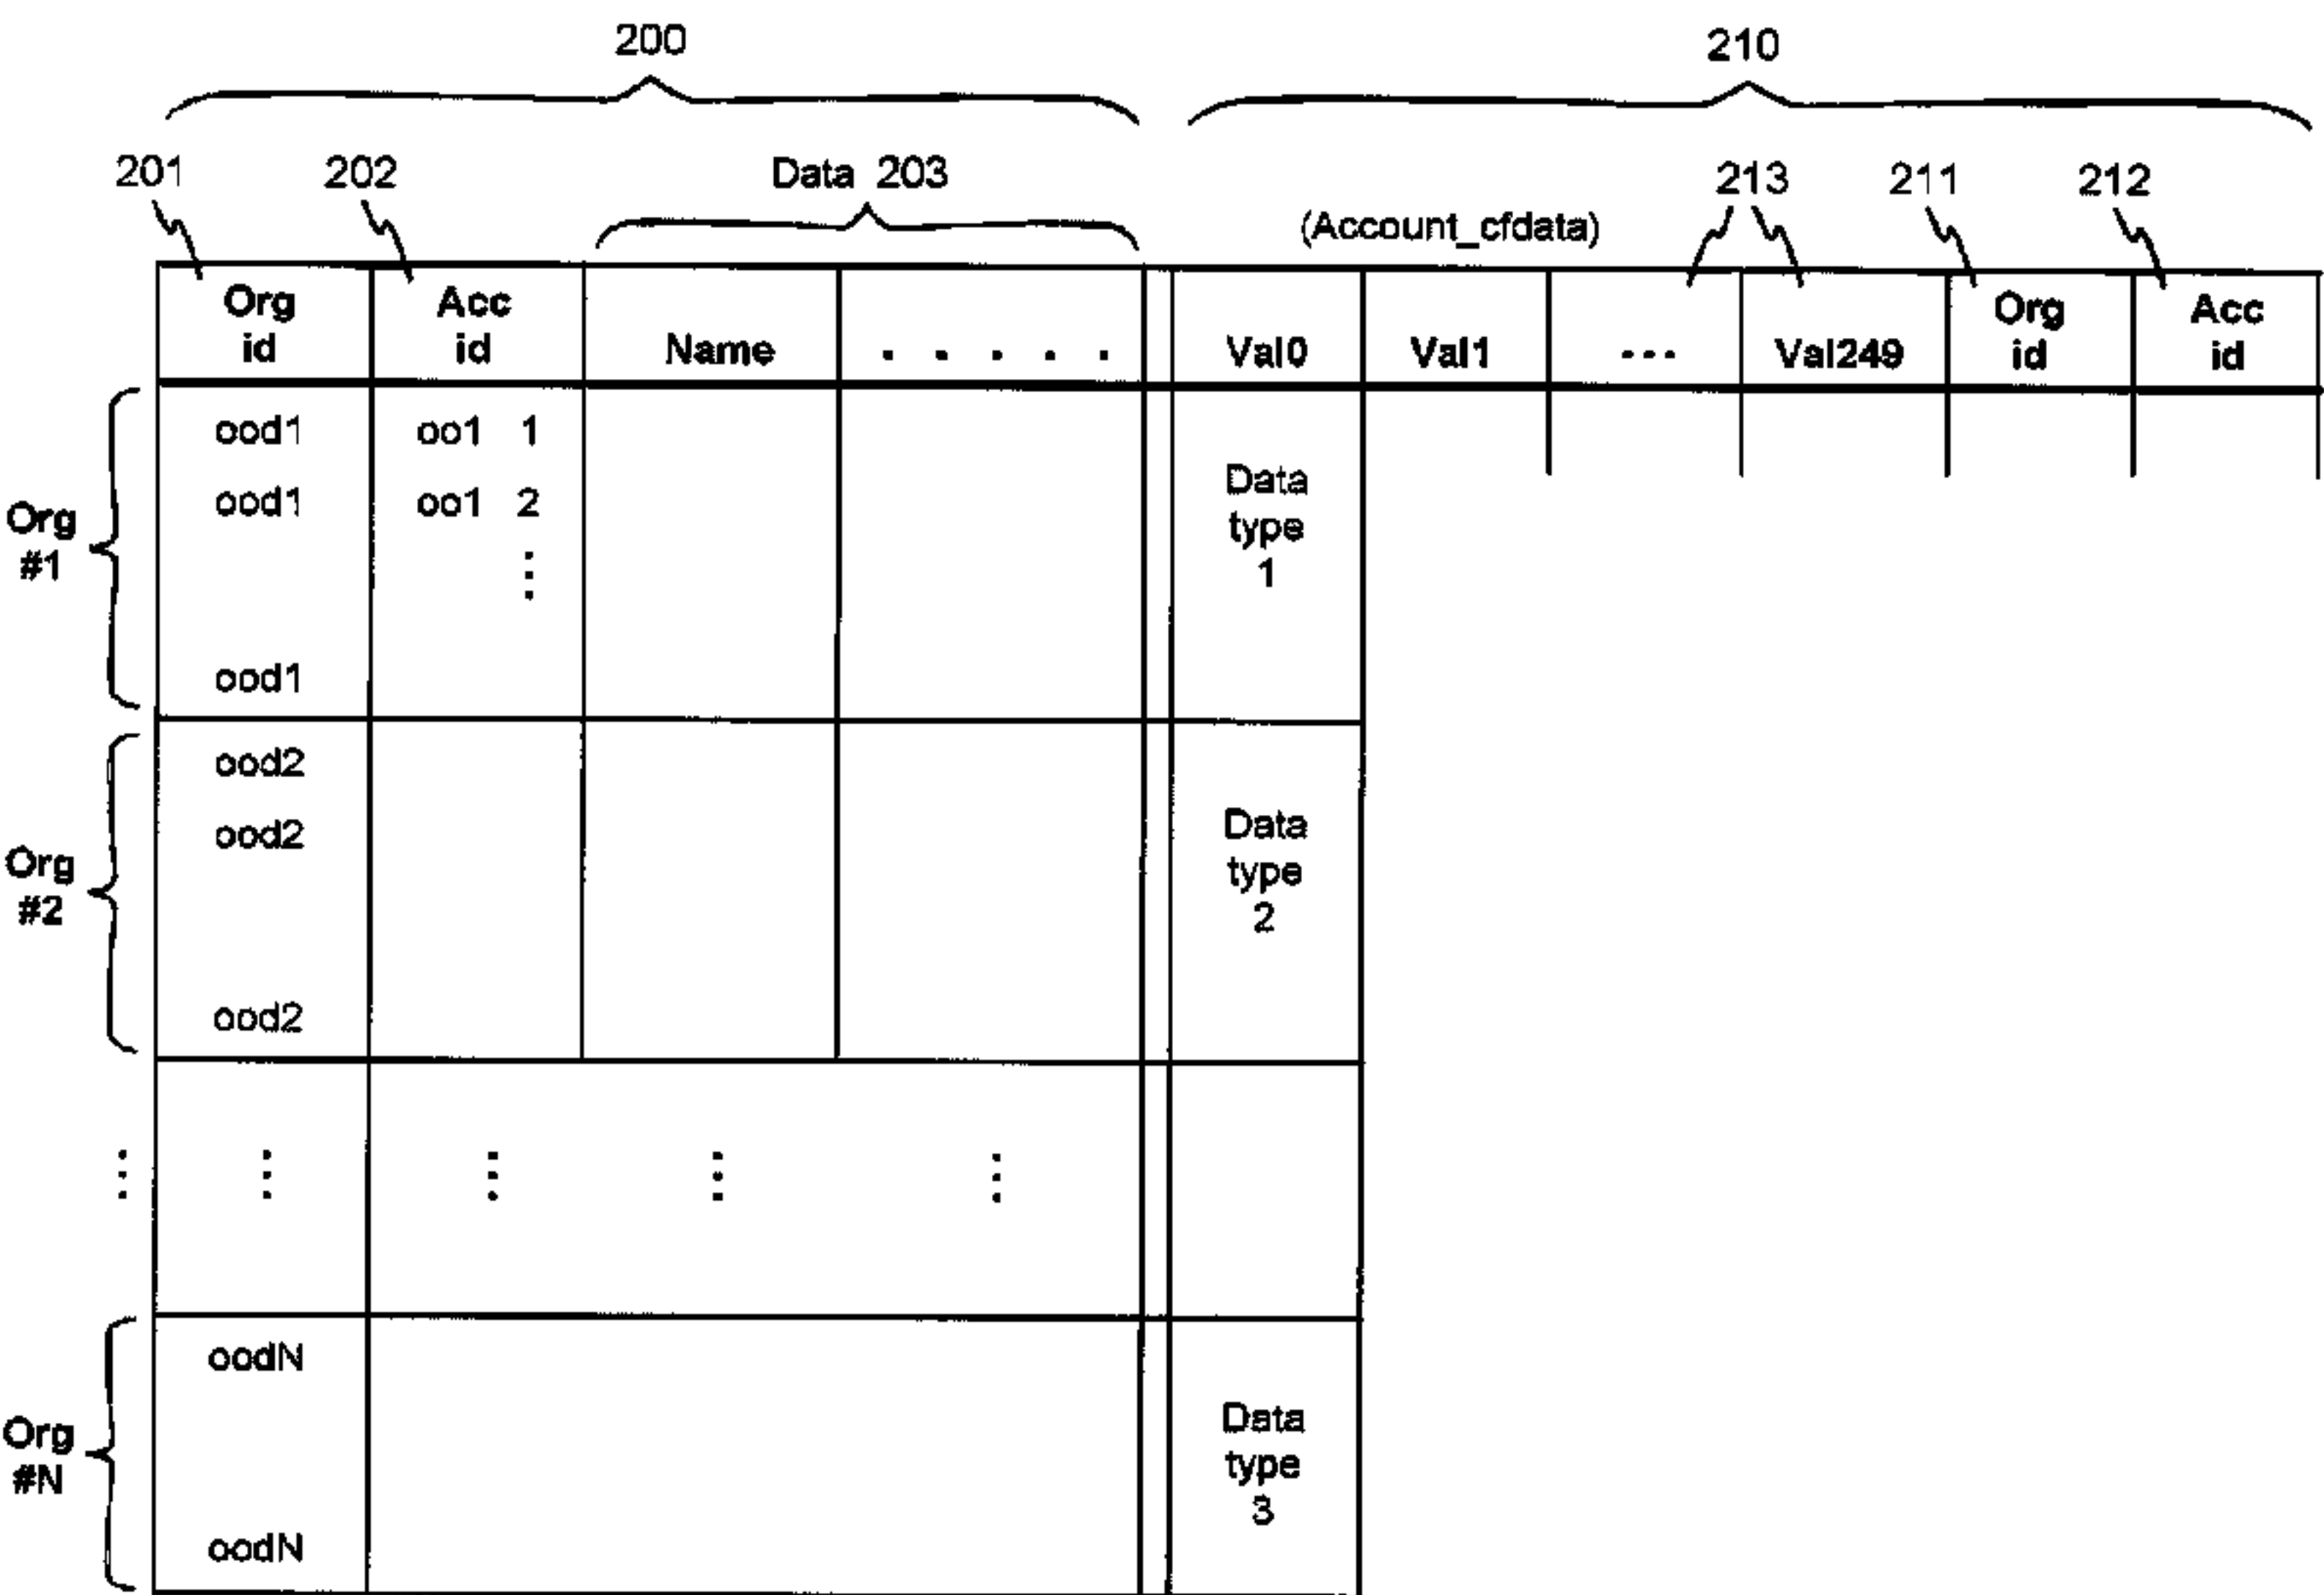 200
210
201
202
Data 203
213
211
212
(Account_cfdata)
Org id
Acc id
Name
. . . . .
Val0
Val1
...
Val249
Org id
Acc id
Org #1
ood1
oo1 1
ood1
oo1 2
ood1
Data type 1
Org #2
ood2
ood2
ood2
Data type 2
Org #N
oodN
oodN
Data type 3